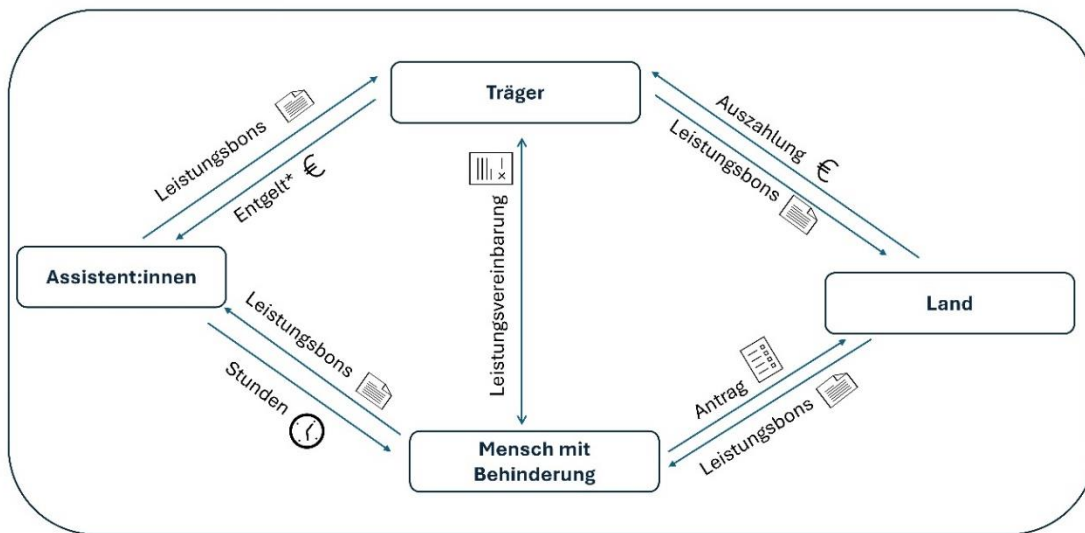 Träger
Leistungsbons
Entgelt* €
Auszahlung €
Leistungsbons
Leistungsvereinbarung
Assistent:innen
Land
Leistungsbons
Stunden
Antrag
Leistungsbons
Mensch mit
Behinderung